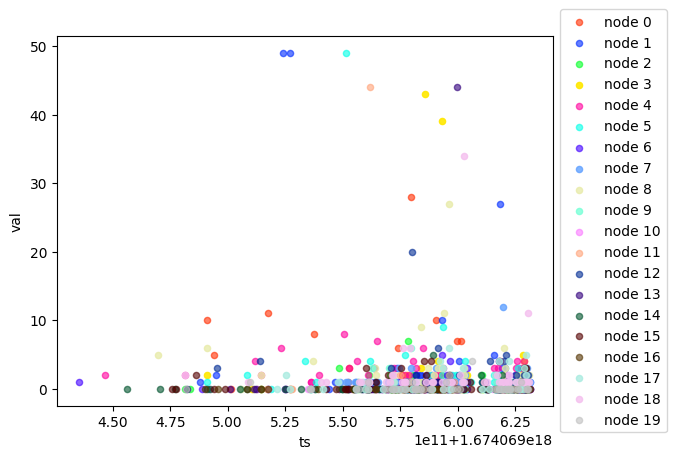 50
40
30
20
10
0
val
4.50 4.75 5.00 5.25 5.50 5.75 6.00 6.25
ts
1e11+1.674069e18
node 0
node 1
node 2
node 3
node 4
node 5
node 6
node 7
node 8
node 9
node 10
node 11
node 12
node 13
node 14
node 15
node 16
node 17
node 18
node 19